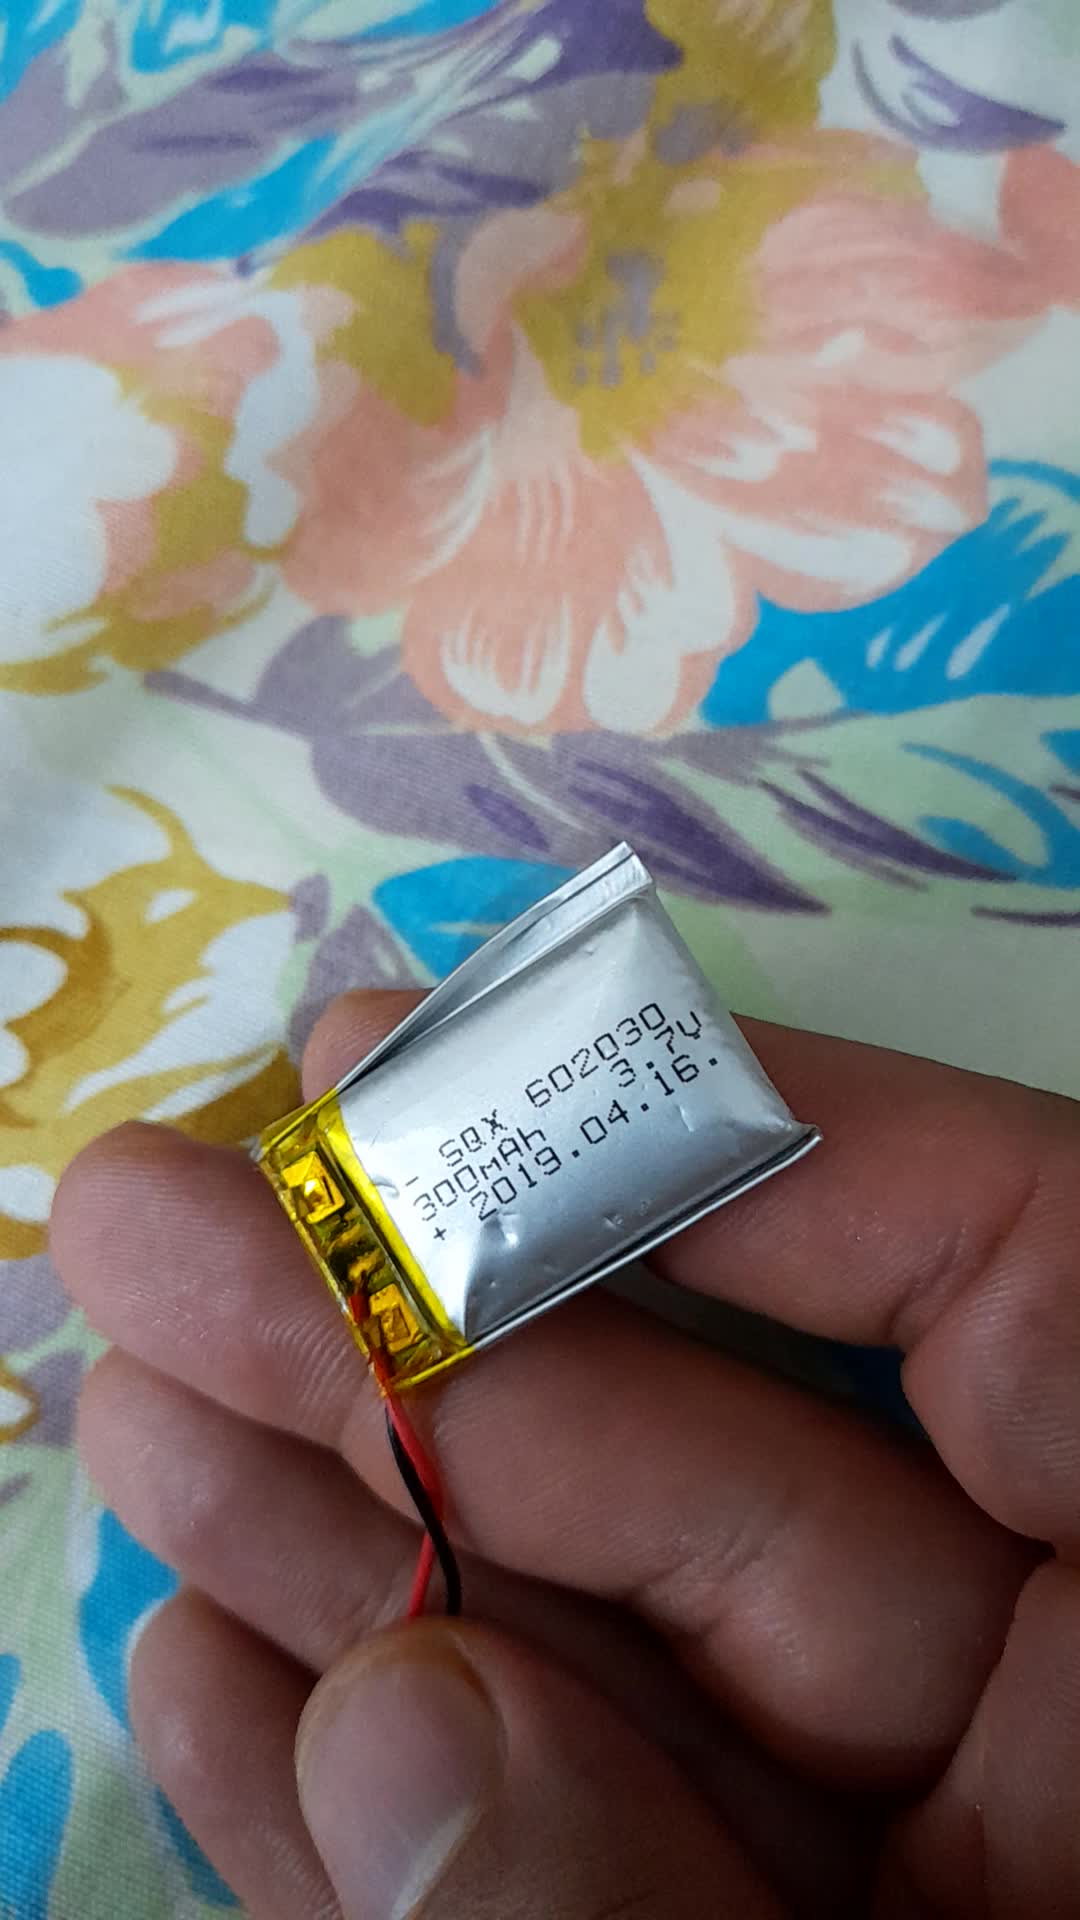 - SQX 602030
300mAh 3.7V
+ 2019.04.16.